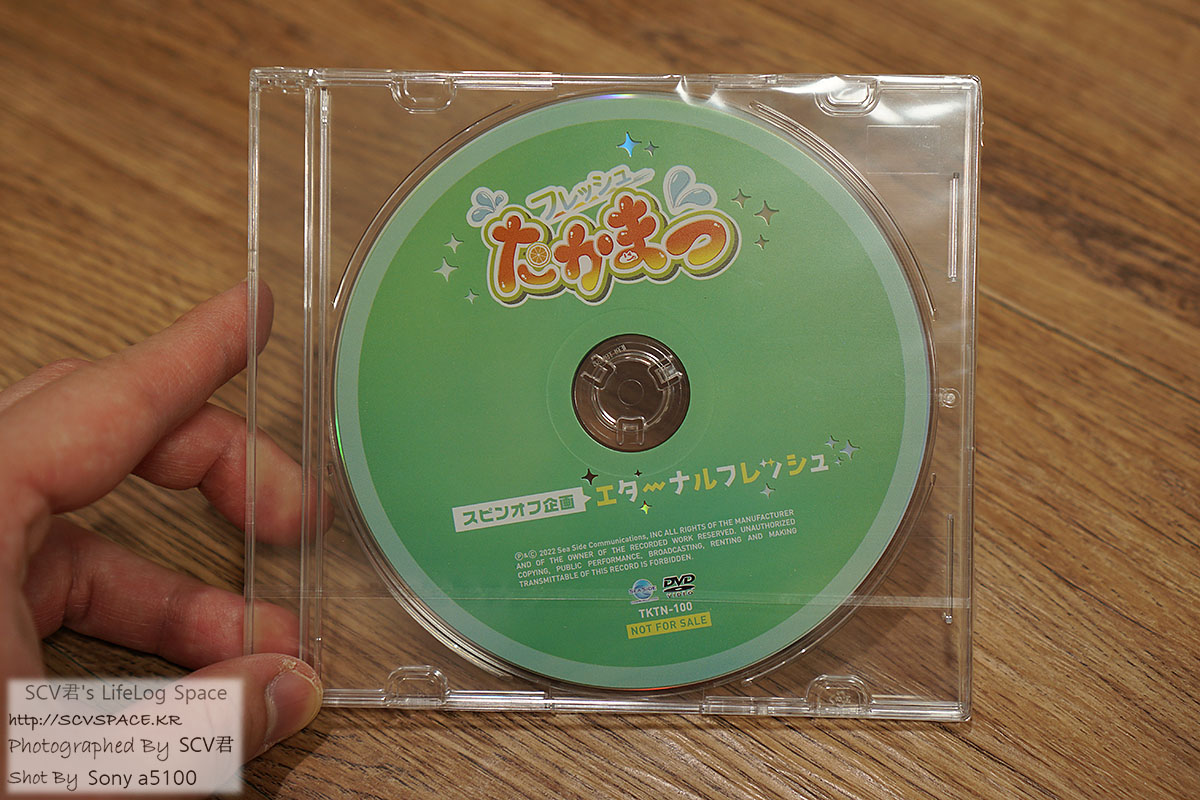 フレッシュ
たかまつ
スピンオフ企画
エターナルフレッシュ
Ⓟ&Ⓒ 2022 Sea Side Communications, INC ALL RIGHTS OF THE MANUFACTURER
AND OF THE OWNER OF THE RECORDED WORK RESERVED. UNAUTHORIZED
COPYING, PUBLIC PERFORMANCE, BROADCASTING, RENTING AND MAKING
TRANSMITTABLE OF THIS RECORD IS FORBIDDEN.
DVD
VIDEO
TKTN-100
NOT FOR SALE
SCV君's LifeLog Space
http://SCVSPACE.KR
Photographed By SCV君
Shot By Sony a5100